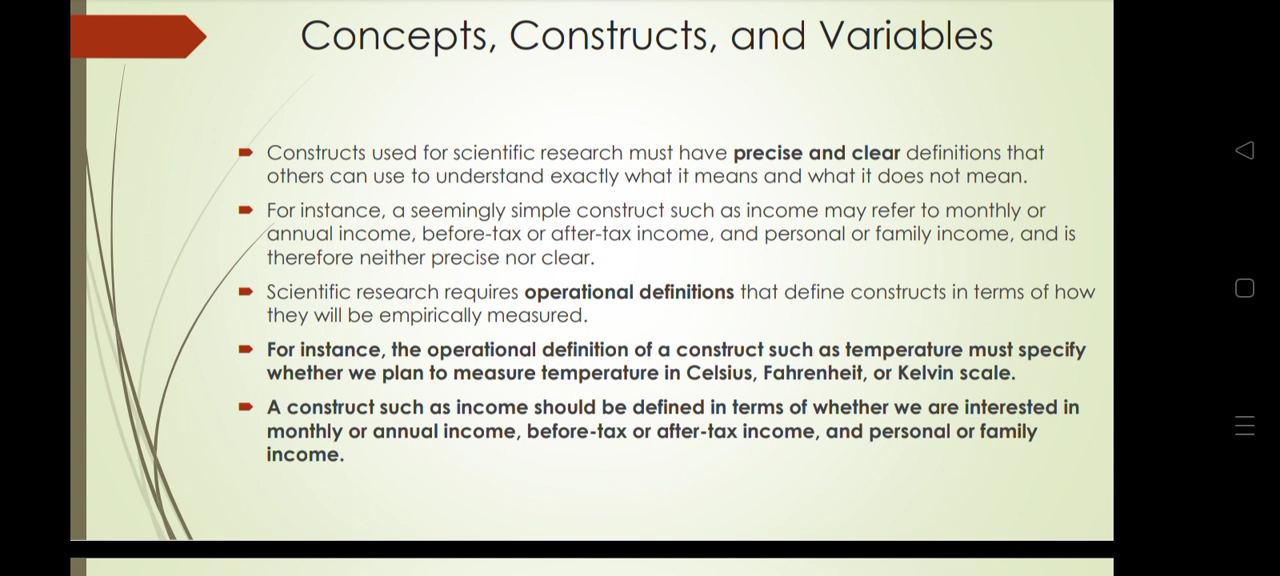 Concepts, Constructs, and Variables
Constructs used for scientific research must have precise and clear definitions that
others can use to understand exactly what it means and what it does not mean.
For instance, a seemingly simple construct such as income may refer to monthly or
annual income, before-tax or after-tax income, and personal or family income, and is
therefore neither precise nor clear.
Scientific research requires operational definitions that define constructs in terms of how
they will be empirically measured.
For instance, the operational definition of a construct such as temperature must specify
whether we plan to measure temperature in Celsius, Fahrenheit, or Kelvin scale.
A construct such as income should be defined in terms of whether we are interested in
monthly or annual income, before-tax or after-tax income, and personal or family
income.